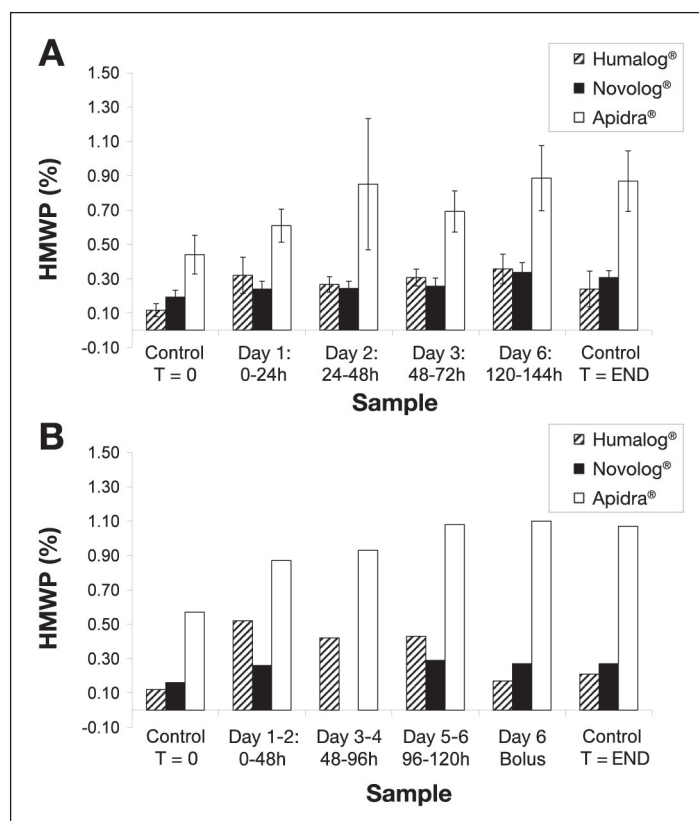 A
Humalog®
Novolog®
Apidra®
HMWP (%)
1.50
1.30
1.10
0.90
0.70
0.50
0.30
0.10
-0.10
Control Day 1: Day 2: Day 3: Day 6: Control
T = 0 0-24h 24-48h 48-72h 120-144h T = END
Sample
B
Humalog®
Novolog®
Apidra®
HMWP (%)
1.50
1.30
1.10
0.90
0.70
0.50
0.30
0.10
-0.10
Control Day 1-2: Day 3-4 Day 5-6 Day 6 Control
T = 0 0-48h 48-96h 96-120h Bolus T = END
Sample